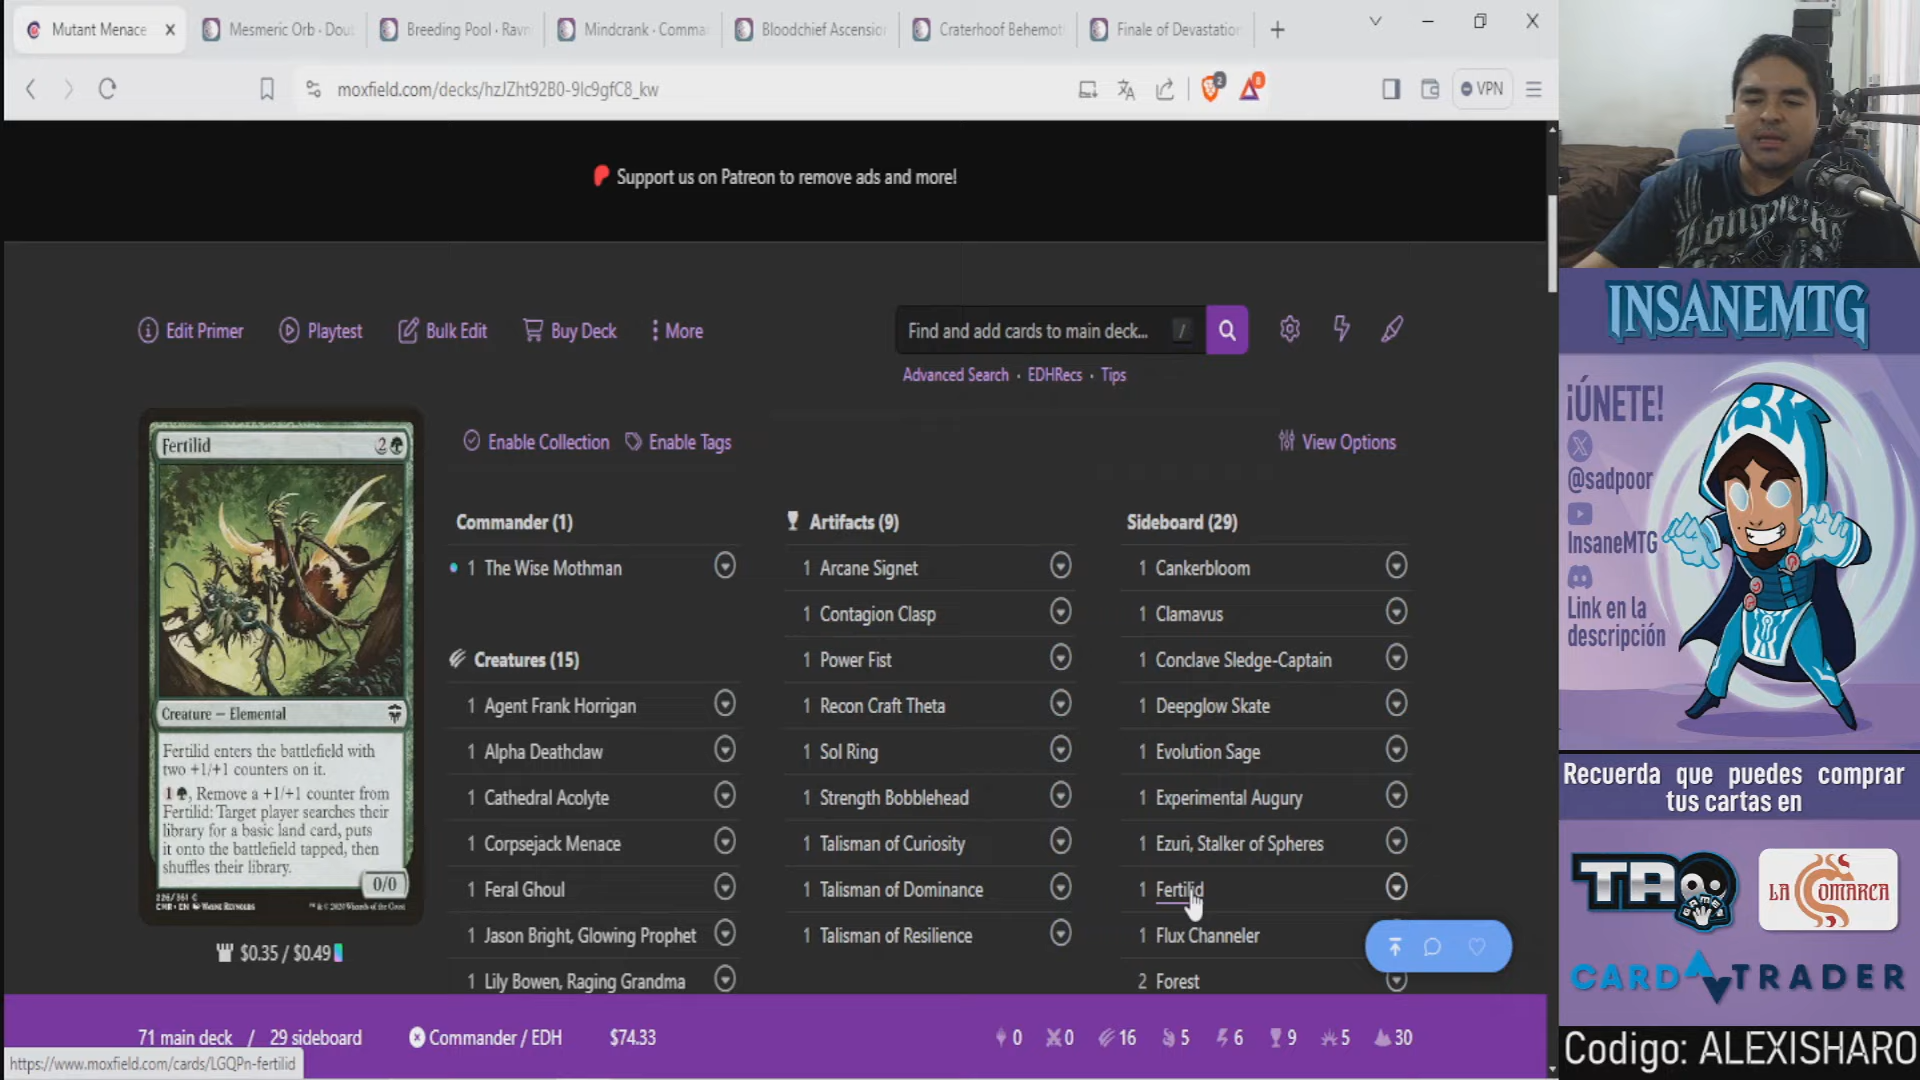 Mutant Menace
Mesmeric Orb · Dou
Breeding Pool · Ravn
Mindcrank · Comma
Bloodchief Ascension
Craterhoof Behemot
Finale of Devastation
moxfield.com/decks/hzJZht92B0-9lc9gfC8_kw
2
8
VPN
Support us on Patreon to remove ads and more!
Edit Primer
Playtest
Bulk Edit
Buy Deck
More
Find and add cards to main deck...
/
Advanced Search · EDHRecs · Tips
Enable Collection
Enable Tags
View Options
Fertilid
2
Creature — Elemental
Fertilid enters the battlefield with
two +1/+1 counters on it.
1, Remove a +1/+1 counter from
Fertilid: Target player searches their
library for a basic land card, puts
it onto the battlefield tapped, then
shuffles their library.
0/0
$0.35 / $0.49
Commander (1)
1 The Wise Mothman
Creatures (15)
1 Agent Frank Horrigan
1 Alpha Deathclaw
1 Cathedral Acolyte
1 Corpsejack Menace
1 Feral Ghoul
1 Jason Bright, Glowing Prophet
1 Lily Bowen, Raging Grandma
Artifacts (9)
1 Arcane Signet
1 Contagion Clasp
1 Power Fist
1 Recon Craft Theta
1 Sol Ring
1 Strength Bobblehead
1 Talisman of Curiosity
1 Talisman of Dominance
1 Talisman of Resilience
Sideboard (29)
1 Cankerbloom
1 Clamavus
1 Conclave Sledge-Captain
1 Deepglow Skate
1 Evolution Sage
1 Experimental Augury
1 Ezuri, Stalker of Spheres
1 Fertilid
1 Flux Channeler
2 Forest
71 main deck / 29 sideboard
Commander / EDH
$74.33
0
0
16
5
6
9
5
30
https://www.moxfield.com/cards/LGQPn-fertilid
INSANEMTG
¡ÚNETE!
@sadpoor
InsaneMTG
Link en la
descripción
Recuerda que puedes comprar
tus cartas en
TAO
GAMES
LA COMARCA
CARD TRADER
Codigo: ALEXISHARO